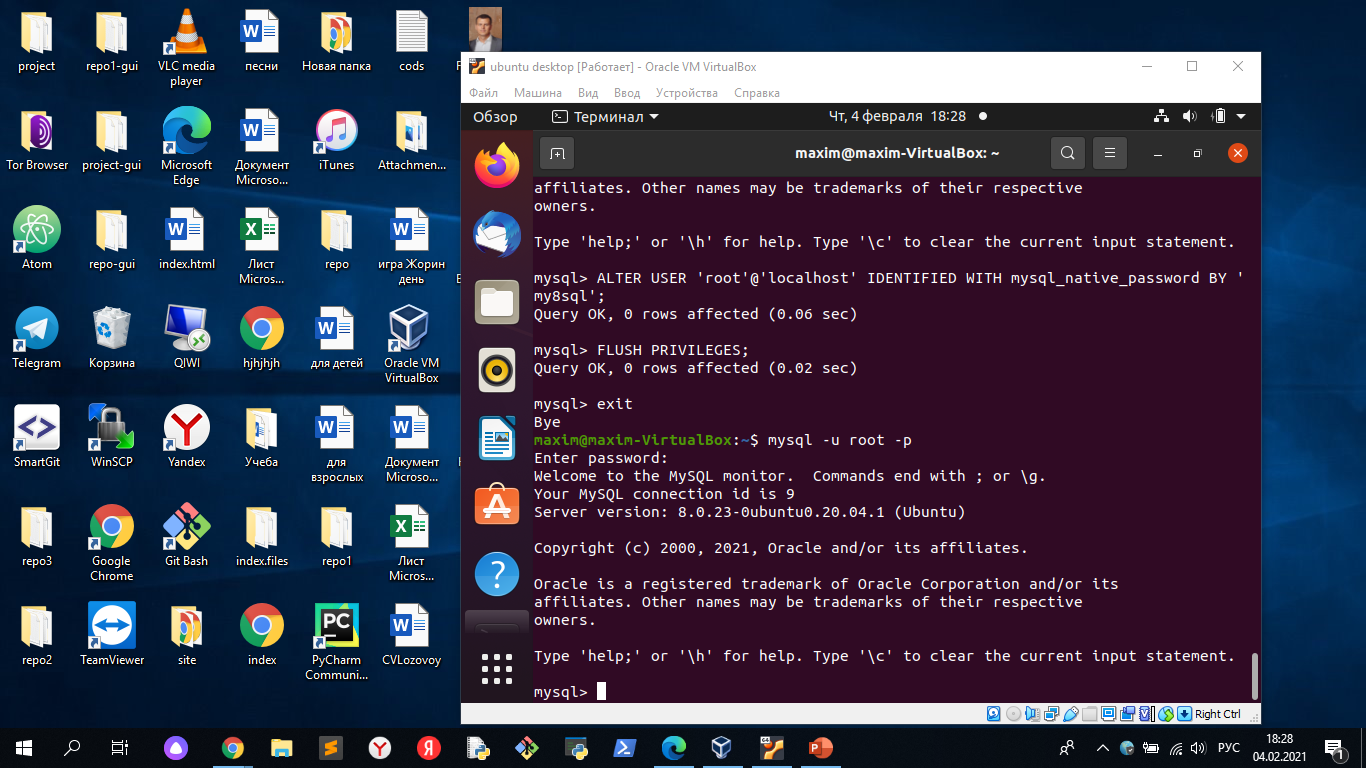 project
repo1-gui
VLC media
player
песни
Новая папка
cods
Tor Browser
project-gui
Microsoft
Edge
Документ
Microso...
iTunes
Attachmen...
Atom
repo-gui
index.html
Лист
Micros...
repo
игра Жорин
день
Telegram
Корзина
QIWI
hjhjhjh
для детей
Oracle VM
VirtualBox
SmartGit
WinSCP
Yandex
Учеба
для
взрослых
Документ
Microso...
repo3
Google
Chrome
Git Bash
index.files
repo1
Лист
Micros...
repo2
TeamViewer
site
index
PC
PyCharm
Communi...
CVLozovoy
ubuntu desktop [Работает] - Oracle VM VirtualBox
Файл Машина Вид Ввод Устройства Справка
Обзор Терминал Чт, 4 февраля 18:28
maxim@maxim-VirtualBox: ~
affiliates. Other names may be trademarks of their respective
owners.
Type 'help;' or '\h' for help. Type '\c' to clear the current input statement.
mysql> ALTER USER 'root'@'localhost' IDENTIFIED WITH mysql_native_password BY '
my8sql';
Query OK, 0 rows affected (0.06 sec)
mysql> FLUSH PRIVILEGES;
Query OK, 0 rows affected (0.02 sec)
mysql> exit
Bye
maxim@maxim-VirtualBox:~$ mysql -u root -p
Enter password:
Welcome to the MySQL monitor.  Commands end with ; or \g.
Your MySQL connection id is 9
Server version: 8.0.23-0ubuntu0.20.04.1 (Ubuntu)
Copyright (c) 2000, 2021, Oracle and/or its affiliates.
Oracle is a registered trademark of Oracle Corporation and/or its
affiliates. Other names may be trademarks of their respective
owners.
Type 'help;' or '\h' for help. Type '\c' to clear the current input statement.
mysql>
Right Ctrl
РУС
18:28
04.02.2021
1